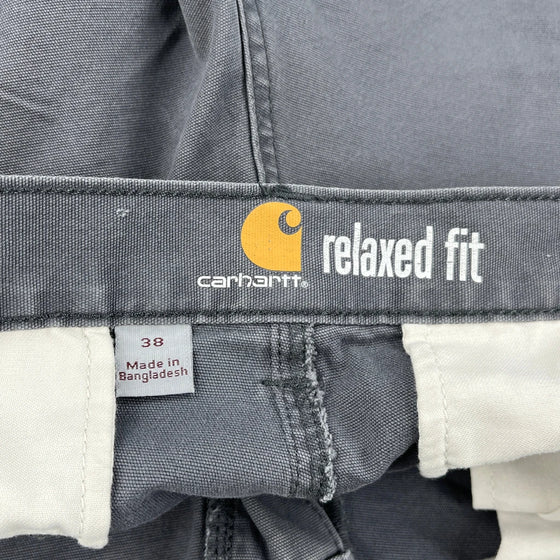 relaxed fit
carhartt®
38
Made in
Bangladesh